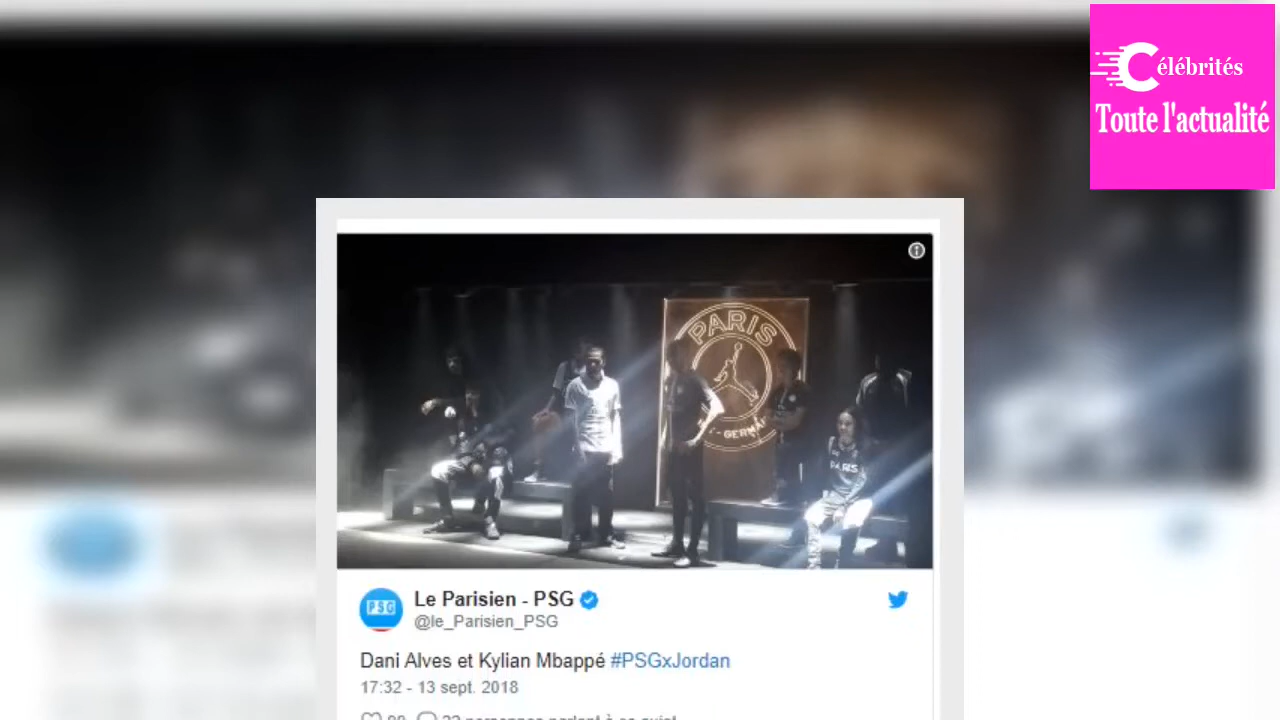 Célébrités
Toute l'actualité
PARIS
PARIS
Le Parisien - PSG
PSG
@le_Parisien_PSG
Dani Alves et Kylian Mbappé #PSGxJordan
17:32 - 13 sept. 2018